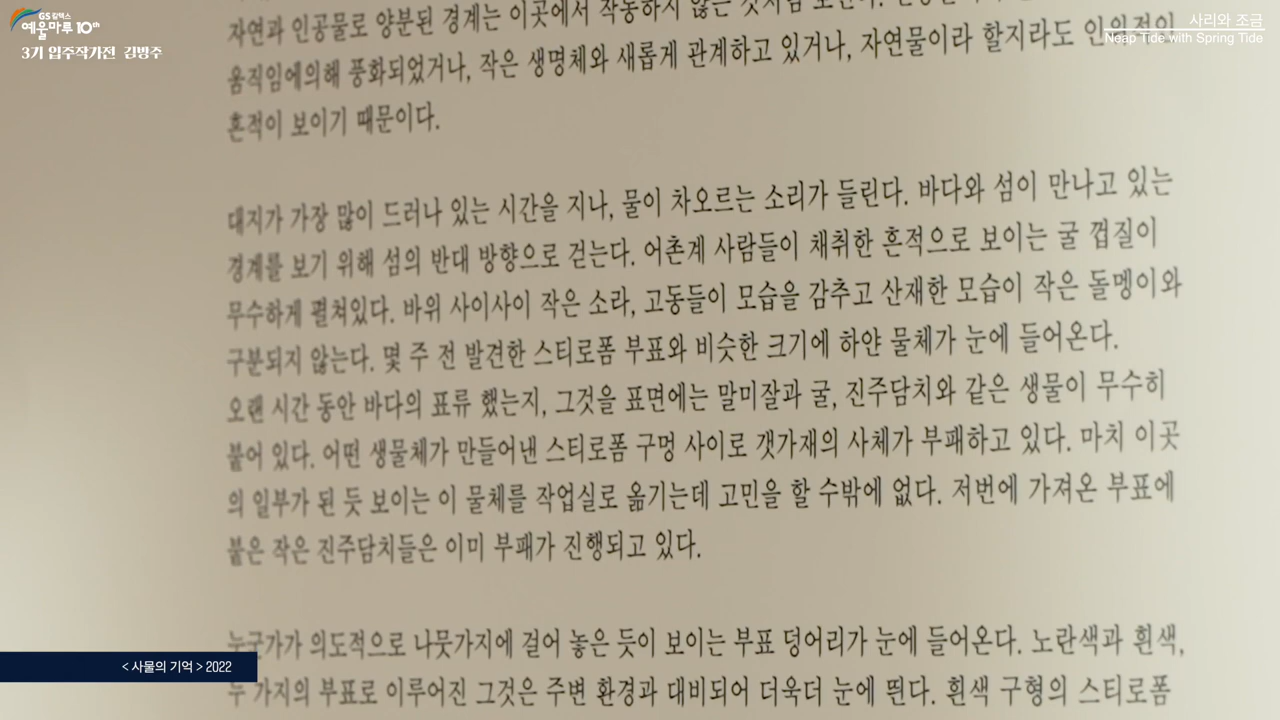 GS칼텍스
예울마루 10th
3기 입주작가전 김방주
사리와 조금
Neap Tide with Spring Tide
자연과 인공물로 양분된 경계는 이곳에서 작동하지 않는 것처럼
움직임에의해 풍화되었거나, 작은 생명체와 새롭게 관계하고 있거나, 자연물이라 할지라도 인위적인
흔적이 보이기 때문이다.
대지가 가장 많이 드러나 있는 시간을 지나, 물이 차오르는 소리가 들린다. 바다와 섬이 만나고 있는
경계를 보기 위해 섬의 반대 방향으로 걷는다. 어촌계 사람들이 채취한 흔적으로 보이는 굴 껍질이
무수하게 펼쳐있다. 바위 사이사이 작은 소라, 고동들이 모습을 감추고 산재한 모습이 작은 돌멩이와
구분되지 않는다. 몇 주 전 발견한 스티로폼 부표와 비슷한 크기에 하얀 물체가 눈에 들어온다.
오랜 시간 동안 바다의 표류 했는지, 그것을 표면에는 말미잘과 굴, 진주담치와 같은 생물이 무수히
붙어 있다. 어떤 생물체가 만들어낸 스티로폼 구멍 사이로 갯가재의 사체가 부패하고 있다. 마치 이곳
의 일부가 된 듯 보이는 이 물체를 작업실로 옮기는데 고민을 할 수밖에 없다. 저번에 가져온 부표에
붙은 작은 진주담치들은 이미 부패가 진행되고 있다.
누군가가 의도적으로 나뭇가지에 걸어 놓은 듯이 보이는 부표 덩어리가 눈에 들어온다. 노란색과 흰색,
두 가지의 부표로 이루어진 그것은 주변 환경과 대비되어 더욱더 눈에 띈다. 흰색 구형의 스티로폼
< 사물의 기억 > 2022